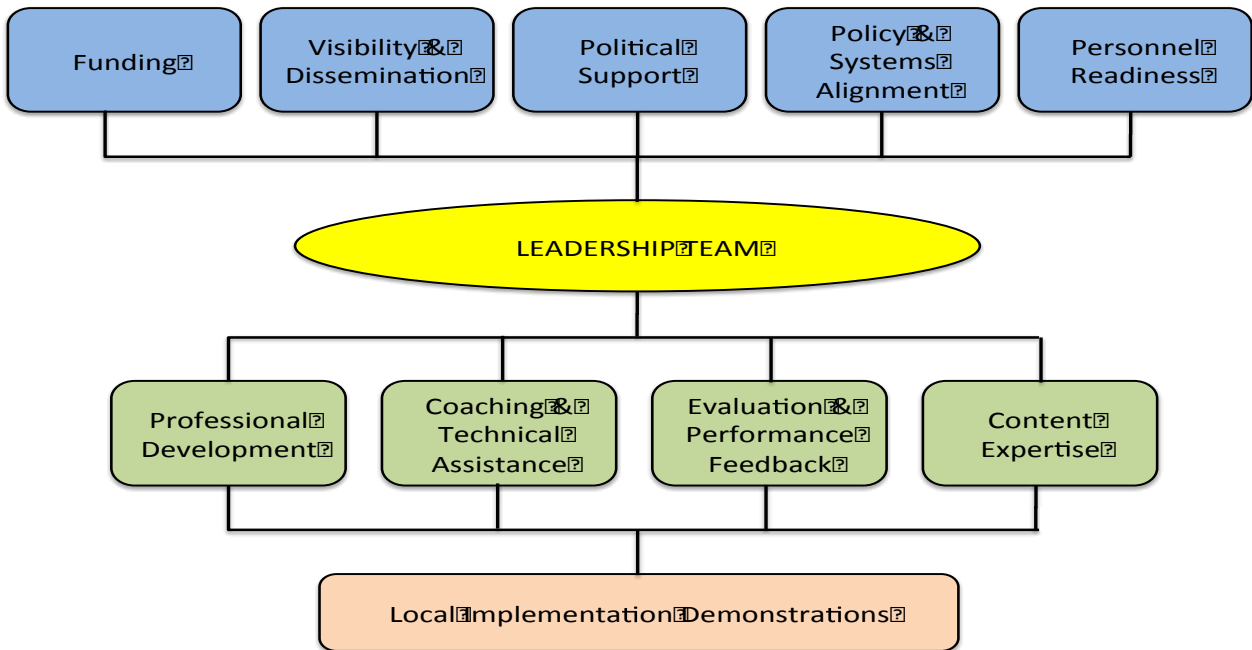 Funding�
Visibility�&�
Dissemination�
Political�
Support�
Policy�&�
Systems�
Alignment�
Personnel�
Readiness�
LEADERSHIP�TEAM�
Professional�
Development�
Coaching�&�
Technical�
Assistance�
Evaluation�&�
Performance�
Feedback�
Content�
Expertise�
Local�Implementation�Demonstrations�